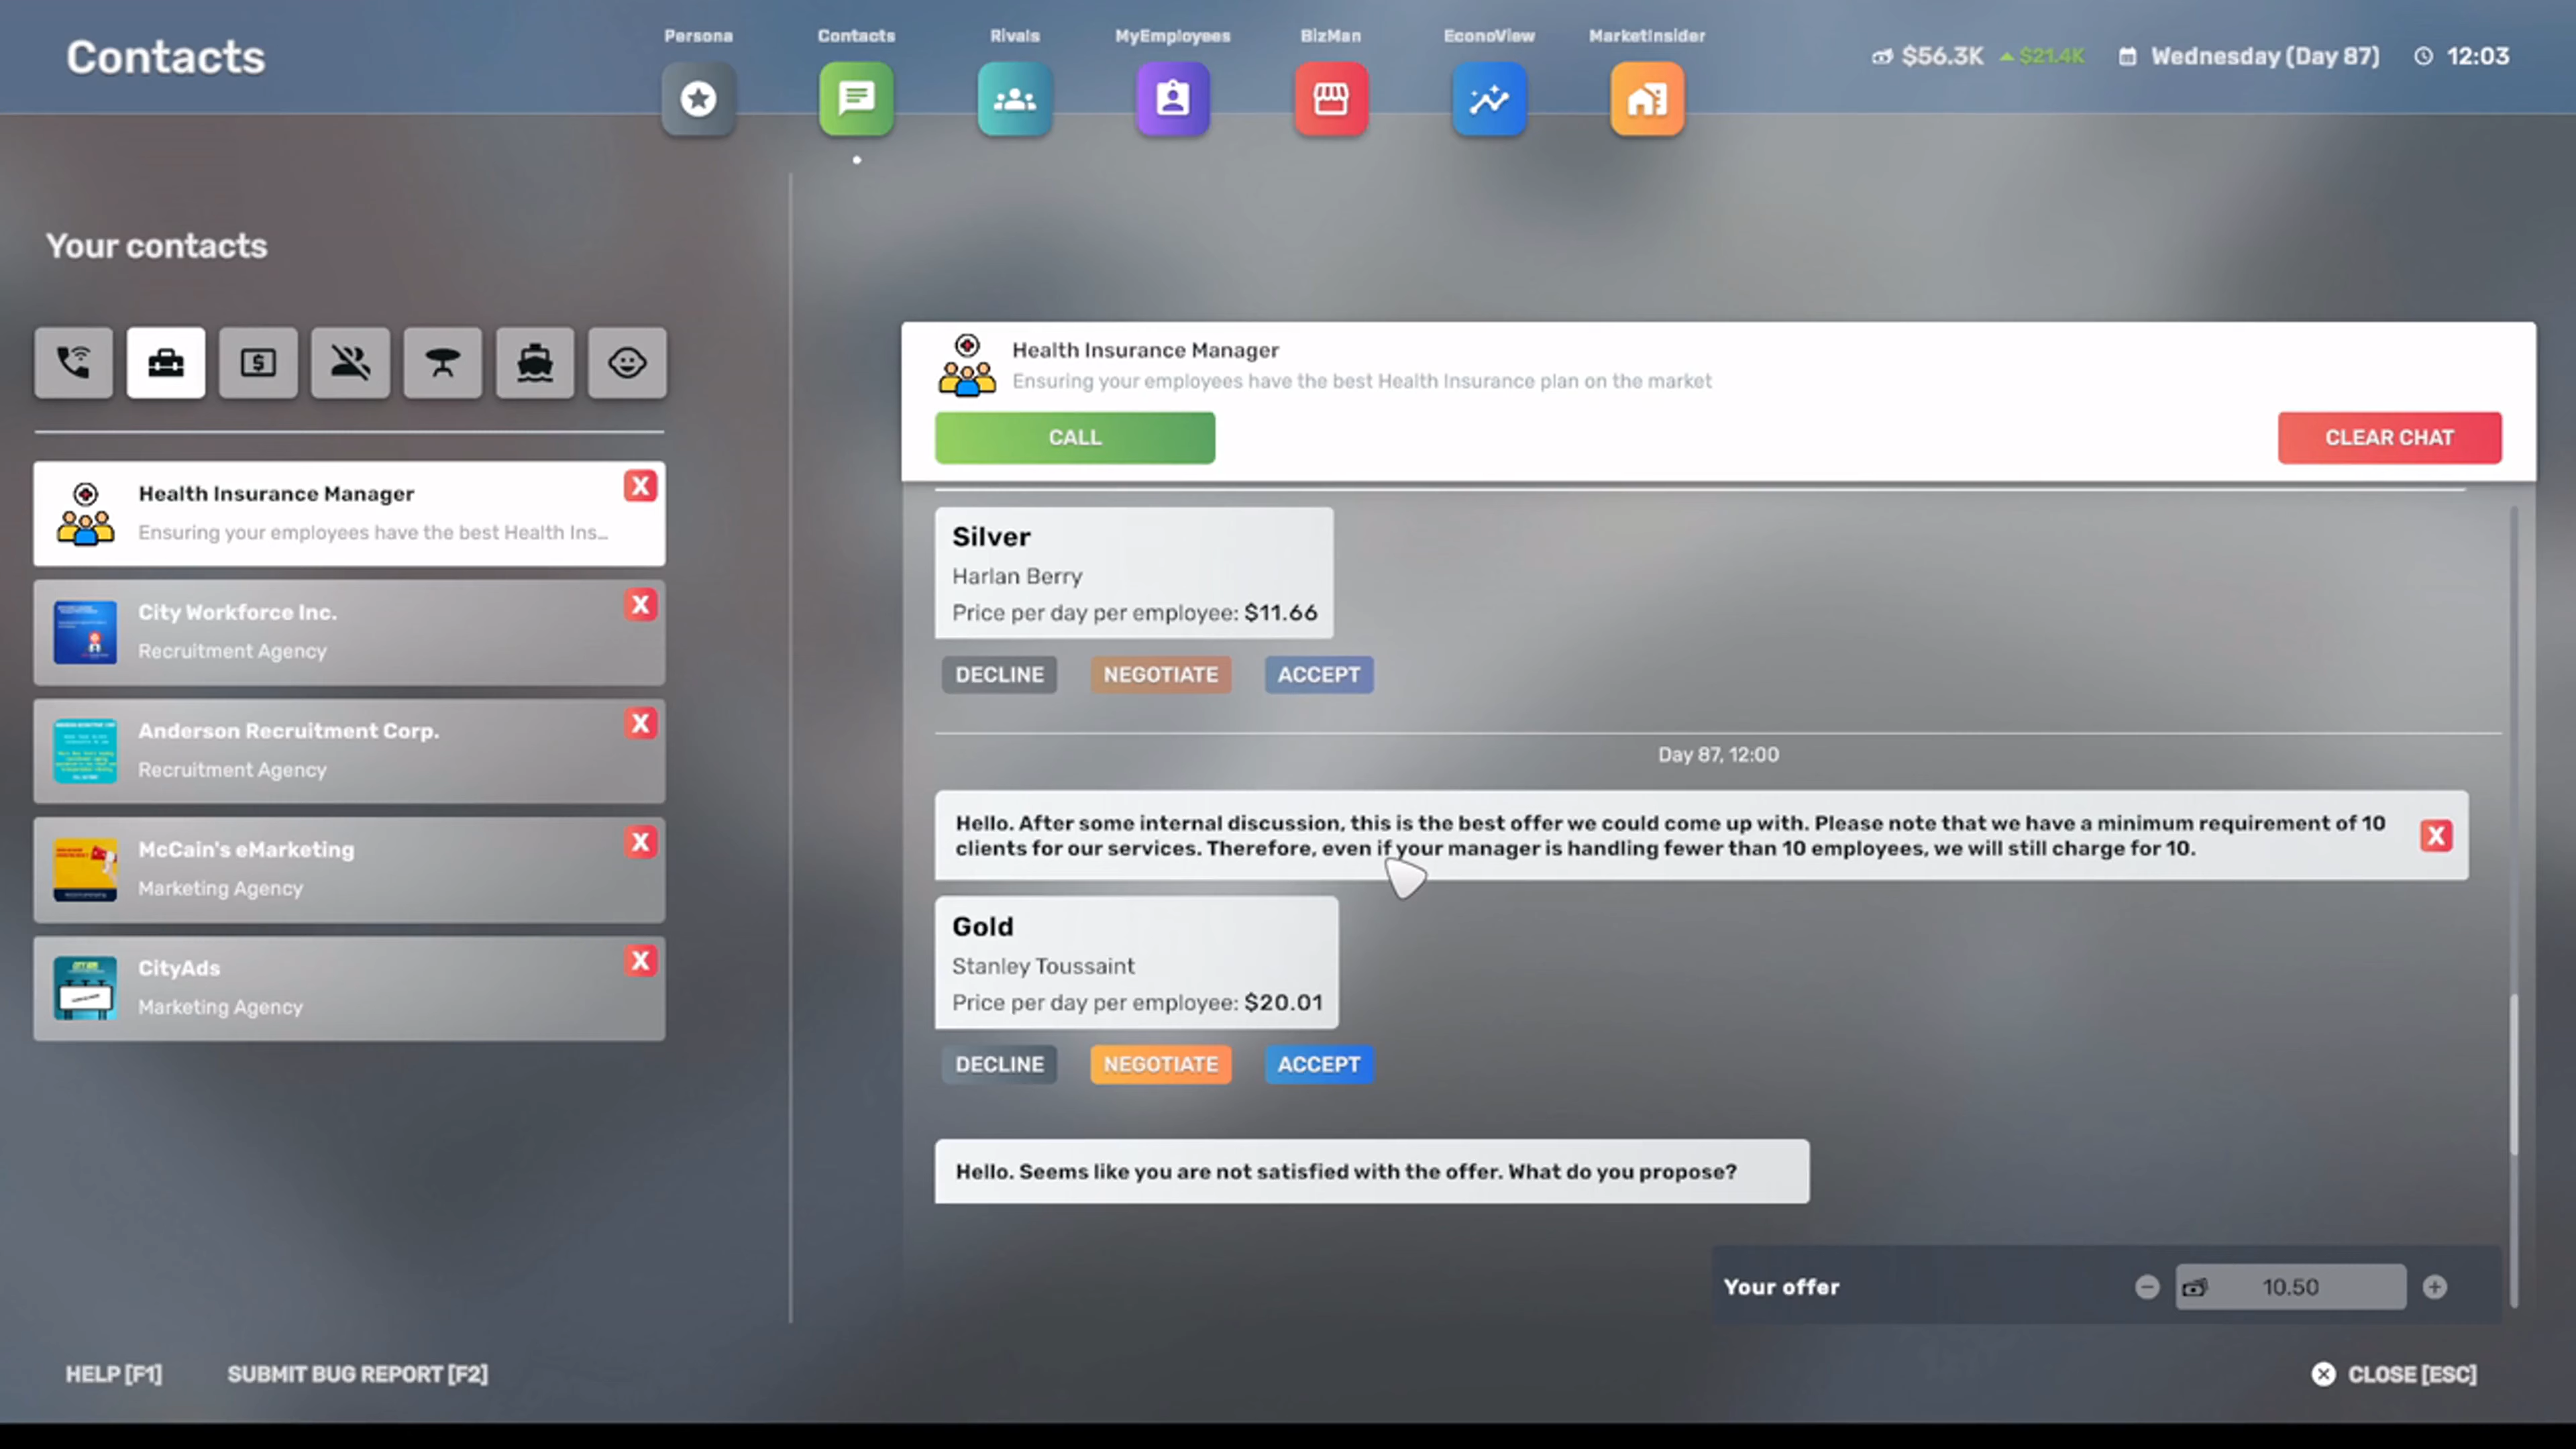 Contacts
Persona
Contacts
Rivals
MyEmployees
BizMan
EconoView
MarketInsider
$56.3K
$21.4K
Wednesday (Day 87)
12:03
Your contacts
Health Insurance Manager
Ensuring your employees have the best Health Ins...
X
City Workforce Inc.
Recruitment Agency
X
Anderson Recruitment Corp.
Recruitment Agency
X
McCain's eMarketing
Marketing Agency
X
CityAds
Marketing Agency
X
Health Insurance Manager
Ensuring your employees have the best Health Insurance plan on the market
CALL
CLEAR CHAT
Silver
Harlan Berry
Price per day per employee: $11.66
DECLINE
NEGOTIATE
ACCEPT
Day 87, 12:00
Hello. After some internal discussion, this is the best offer we could come up with. Please note that we have a minimum requirement of 10
clients for our services. Therefore, even if your manager is handling fewer than 10 employees, we will still charge for 10.
X
Gold
Stanley Toussaint
Price per day per employee: $20.01
DECLINE
NEGOTIATE
ACCEPT
Hello. Seems like you are not satisfied with the offer. What do you propose?
Your offer
10.50
HELP [F1]
SUBMIT BUG REPORT [F2]
CLOSE [ESC]